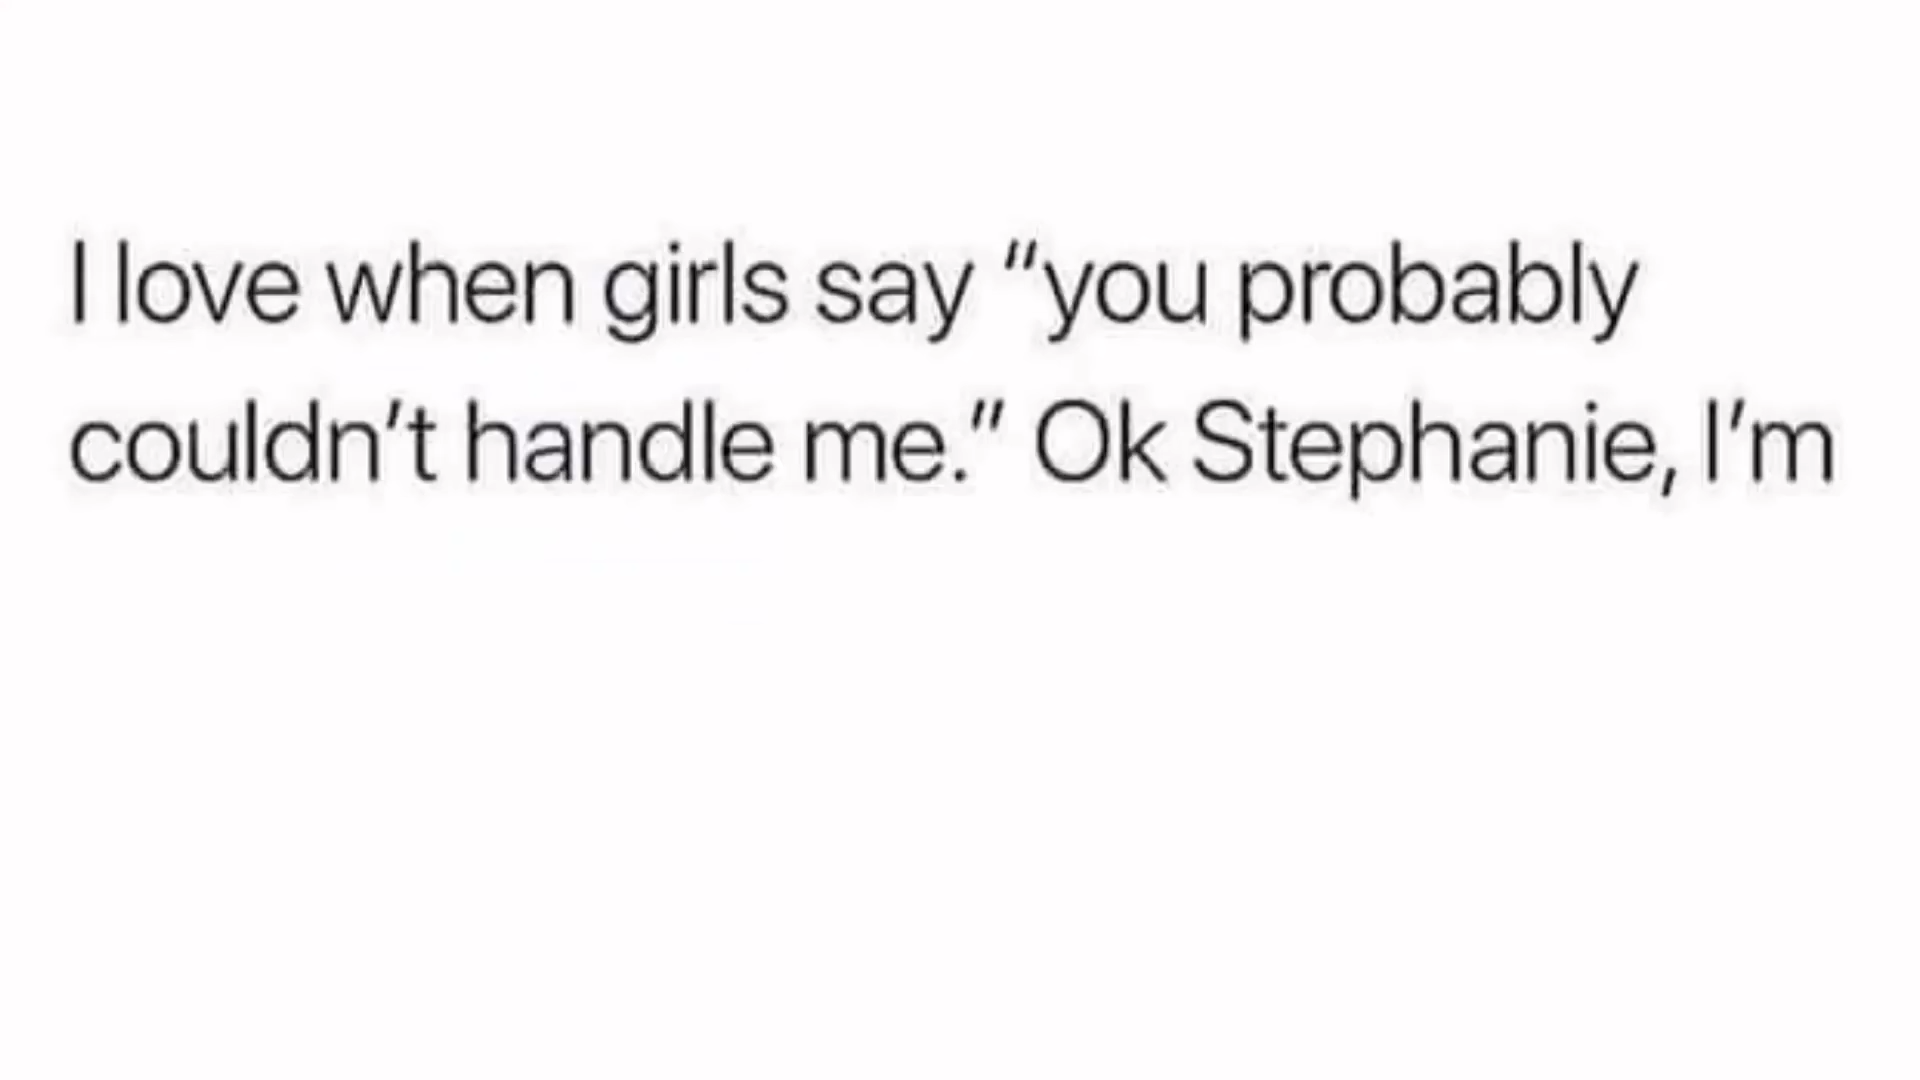 I love when girls say “you probably
couldn’t handle me.” Ok Stephanie, I’m